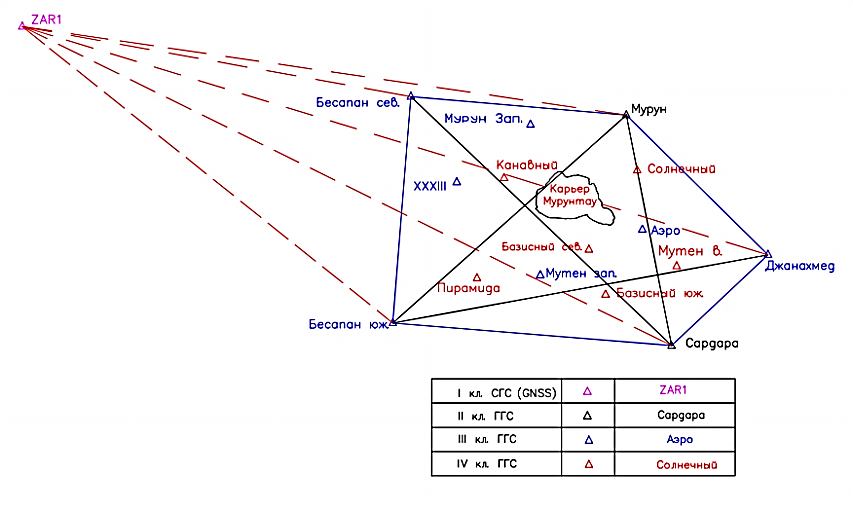 ZAR1
Бесапан сев.
Мурун
Мурун Зап.
Канавный
Солнечный
XXXIII
Карьер
Мурунтау
Аэро
Базисный сев.
Мутен в.
Джанахмед
Мутен зап.
Пирамида
Базисный юж.
Бесапан юж.
Сардара
I кл. СГС (GNSS) ZAR1
II кл. ГГС Сардара
III кл. ГГС Аэро
IV кл. ГГС Солнечный